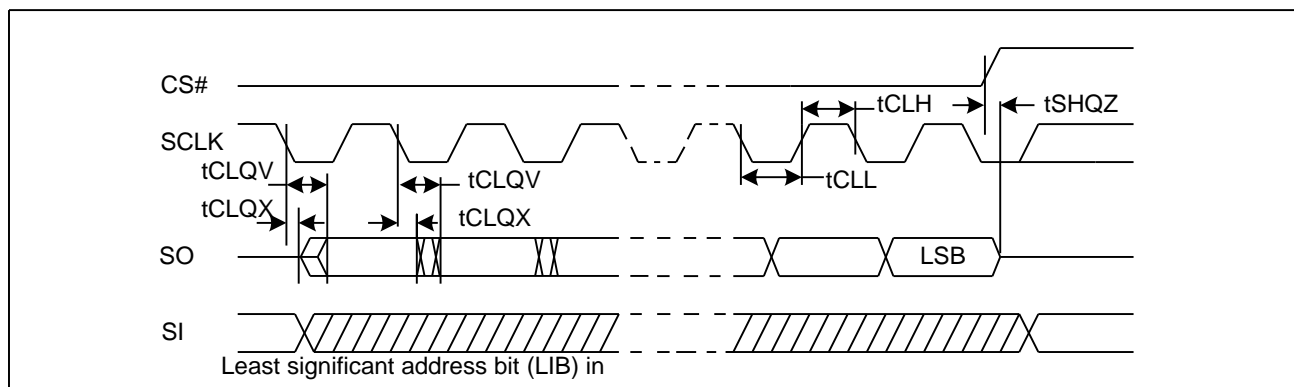 CS#
tCLH
tSHQZ
SCLK
tCLQV
tCLQV
tCLL
tCLQX
tCLQX
SO
LSB
SI
Least significant address bit (LIB) in